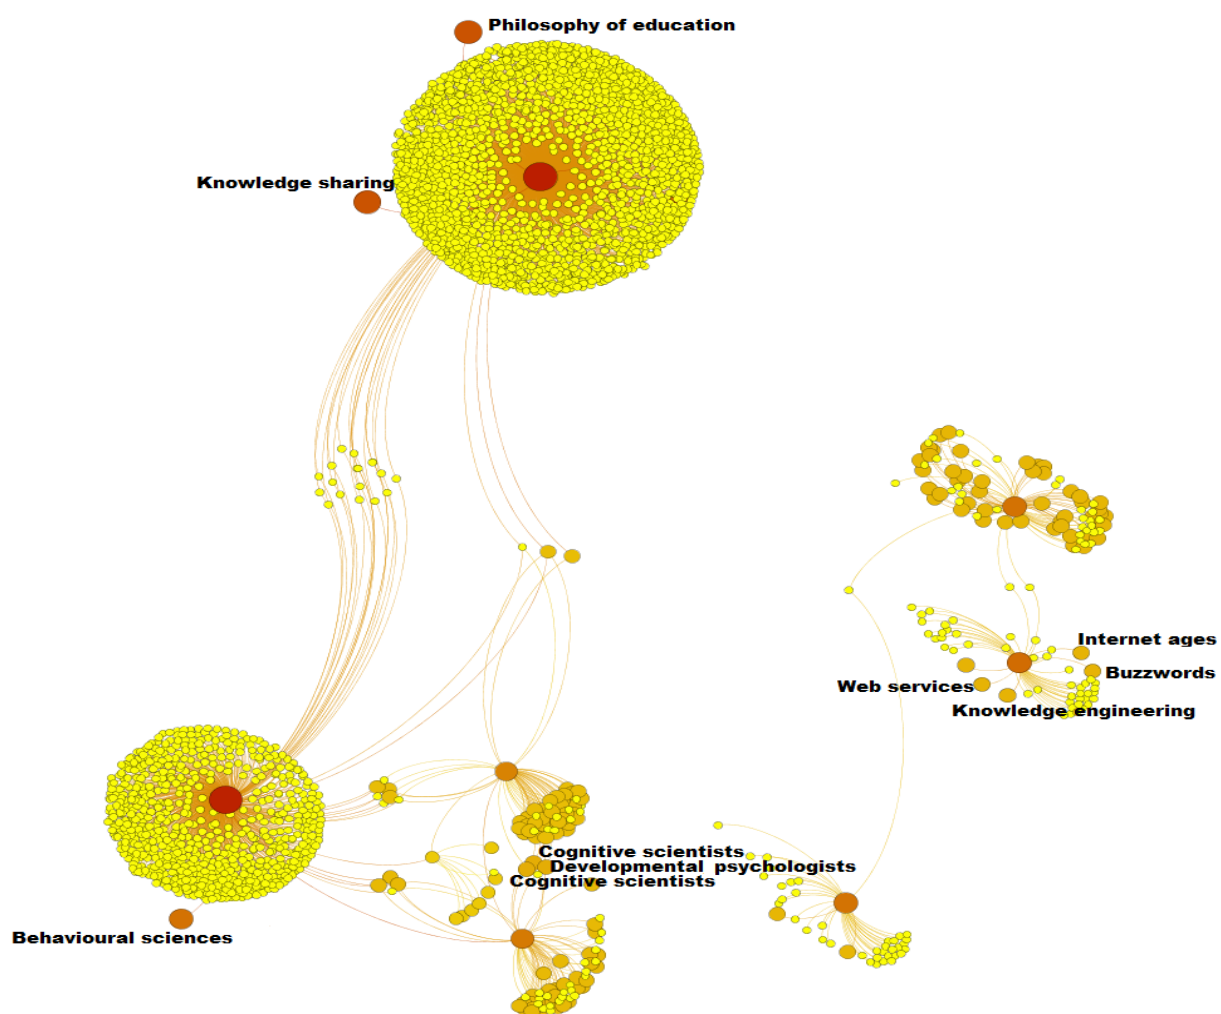 Philosophy of education
Knowledge sharing
Internet ages
Buzzwords
Web services
Knowledge engineering
Cognitive scientists
Developmental psychologists
Cognitive scientists
Behavioural sciences